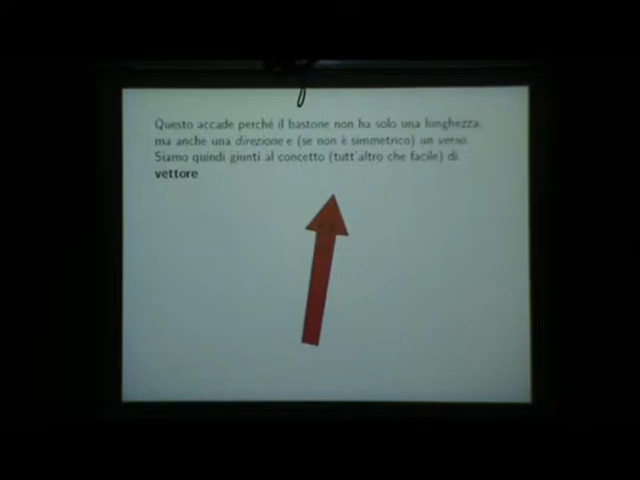 Questo accade perché il bastone non ha solo una lunghezza,
ma anche una direzione e (se non è simmetrico) un verso.
Siamo quindi giunti al concetto (tutt'altro che facile) di
vettore